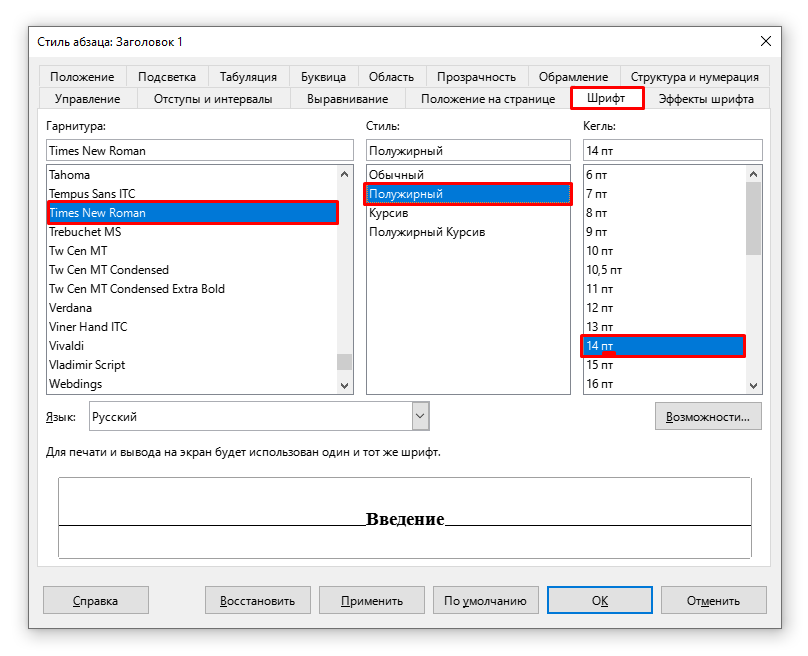 Стиль абзаца: Заголовок 1
Положение Подсветка Табуляция Буквица Область Прозрачность Обрамление Структура и нумерация
Управление Отступы и интервалы Выравнивание Положение на странице Шрифт Эффекты шрифта
Гарнитура: Стиль: Кегль:
Times New Roman Полужирный 14 пт
Tahoma Обычный 6 пт
Tempus Sans ITC Полужирный 7 пт
Times New Roman Курсив 8 пт
Trebuchet MS Полужирный Курсив 9 пт
Tw Cen MT 10 пт
Tw Cen MT Condensed 10,5 пт
Tw Cen MT Condensed Extra Bold 11 пт
Verdana 12 пт
Viner Hand ITC 13 пт
Vivaldi 14 пт
Vladimir Script 15 пт
Webdings 16 пт
Язык: Русский Возможности...
Для печати и вывода на экран будет использован один и тот же шрифт.
Введение
Справка Восстановить Применить По умолчанию OK Отменить